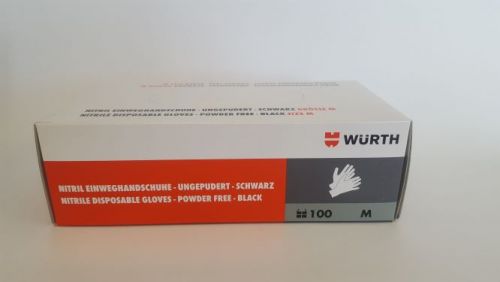 NITRIL EINWEGHANDSCHUHE - UNGEPUDERT - SCHWARZ GRÖSSE M
NITRILE DISPOSABLE GLOVES - POWDER FREE - BLACK SIZE M
WÜRTH
NITRIL EINWEGHANDSCHUHE - UNGEPUDERT - SCHWARZ
NITRILE DISPOSABLE GLOVES - POWDER FREE - BLACK
100 M